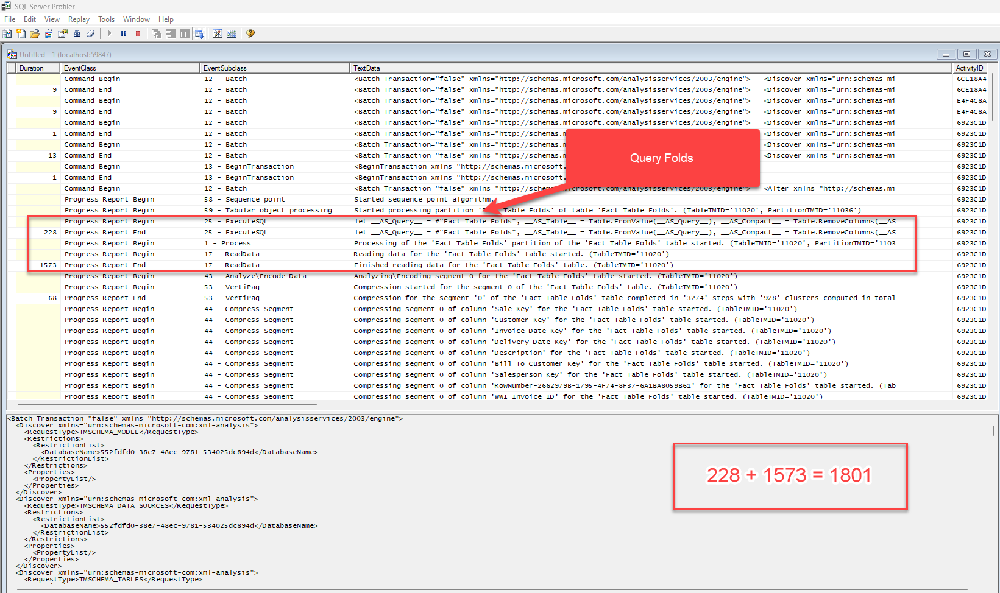 SQL Server Profiler
File Edit View Replay Tools Window Help
Untitled - 1 (localhost:59847)
Duration EventClass EventSubclass TextData ActivityID
Command Begin 12 - Batch <Batch Transaction="false" xmlns="http://schemas.microsoft.com/analysisservices/2003/engine"> <Discover xmlns="urn:schemas-mi 6CE18A4
9 Command End 12 - Batch <Batch Transaction="false" xmlns="http://schemas.microsoft.com/analysisservices/2003/engine"> <Discover xmlns="urn:schemas-mi 6CE18A4
Command Begin 12 - Batch <Batch Transaction="false" xmlns="http://schemas.microsoft.com/analysisservices/2003/engine"> <Discover xmlns="urn:schemas-mi E4F4C8A
9 Command End 12 - Batch <Batch Transaction="false" xmlns="http://schemas.microsoft.com/analysisservices/2003/engine"> <Discover xmlns="urn:schemas-mi E4F4C8A
Command Begin 12 - Batch <Batch Transaction="false" xmlns="http://schemas.microsoft.com/analysisservices/2003/engine"> <Discover xmlns="urn:schemas-mi 6923C1D
1 Command End 12 - Batch <Batch Transaction="false" xmlns="http://schemas. <Discover xmlns="urn:schemas-mi 6923C1D
Command Begin 12 - Batch <Batch Transaction="false" xmlns="http://schemas. <Discover xmlns="urn:schemas-mi 6923C1D
13 Command End 12 - Batch <Batch Transaction="false" xmlns="http://schemas. <Discover xmlns="urn:schemas-mi 6923C1D
Query Folds
Command Begin 13 - BeginTransaction <BeginTransaction xmlns="http://schemas.microsoft. 6923C1D
1 Command End 13 - BeginTransaction <BeginTransaction xmlns="http://schemas.microsoft. 6923C1D
Command Begin 12 - Batch <Batch Transaction="false" xmlns="http://schemas.microsoft.com/analysisservices/2003/engine"> <Alter xmlns="http://schemas.mi 6923C1D
Progress Report Begin 58 - Sequence point Started sequence point algorithm. 6923C1D
Progress Report Begin 59 - Tabular object processing Started processing partition Table Folds' of table 'Fact Table Folds'. (TableTMID='11020', PartitionTMID='11036') 6923C1D
Progress Report Begin 25 - ExecuteSQL let __AS_Query__ = #"Fact Table Folds", __AS_Table__ = Table.FromValue(__AS_Query__), __AS_Compact__ = Table.RemoveColumns(__AS 6923C1D
228 Progress Report End 25 - ExecuteSQL let __AS_Query__ = #"Fact Table Folds", __AS_Table__ = Table.FromValue(__AS_Query__), __AS_Compact__ = Table.RemoveColumns(__AS 6923C1D
Progress Report Begin 1 - Process Processing of the 'Fact Table Folds' partition of the 'Fact Table Folds' table started. (TableTMID='11020', PartitionTMID='1103 6923C1D
Progress Report Begin 17 - ReadData Reading data for the 'Fact Table Folds' table started. (TableTMID='11020') 6923C1D
1573 Progress Report End 17 - ReadData Finished reading data for the 'Fact Table Folds' table. (TableTMID='11020') 6923C1D
Progress Report Begin 43 - Analyze\Encode Data Analyzing\Encoding segment 0 for the 'Fact Table Folds' table started. (TableTMID='11020') 6923C1D
Progress Report Begin 53 - VertiPaq Compression started for the segment 0 of the 'Fact Table Folds' table. (TableTMID='11020') 6923C1D
68 Progress Report End 53 - VertiPaq Compression for the segment '0' of the 'Fact Table Folds' table completed in '3274' steps with '928' clusters computed in total 6923C1D
Progress Report Begin 44 - Compress Segment Compressing segment 0 of column 'Sale Key' for the 'Fact Table Folds' table started. (TableTMID='11020') 6923C1D
Progress Report Begin 44 - Compress Segment Compressing segment 0 of column 'Customer Key' for the 'Fact Table Folds' table started. (TableTMID='11020') 6923C1D
Progress Report Begin 44 - Compress Segment Compressing segment 0 of column 'Invoice Date Key' for the 'Fact Table Folds' table started. (TableTMID='11020') 6923C1D
Progress Report Begin 44 - Compress Segment Compressing segment 0 of column 'Delivery Date Key' for the 'Fact Table Folds' table started. (TableTMID='11020') 6923C1D
Progress Report Begin 44 - Compress Segment Compressing segment 0 of column 'Description' for the 'Fact Table Folds' table started. (TableTMID='11020') 6923C1D
Progress Report Begin 44 - Compress Segment Compressing segment 0 of column 'Bill To Customer Key' for the 'Fact Table Folds' table started. (TableTMID='11020') 6923C1D
Progress Report Begin 44 - Compress Segment Compressing segment 0 of column 'Salesperson Key' for the 'Fact Table Folds' table started. (TableTMID='11020') 6923C1D
Progress Report Begin 44 - Compress Segment Compressing segment 0 of column 'RowNumber-2662979B-1795-4F74-8F37-6A1BA8059B61' for the 'Fact Table Folds' table started. (Tab 6923C1D
Progress Report Begin 44 - Compress Segment Compressing segment 0 of column 'WWI Invoice ID' for the 'Fact Table Folds' table started. (TableTMID='11020') 6923C1D
<Batch Transaction="false" xmlns="http://schemas.microsoft.com/analysisservices/2003/engine">
<Discover xmlns="urn:schemas-microsoft-com:xml-analysis">
<RequestType>TMSCHEMA_MODEL</RequestType>
<Restrictions>
<RestrictionList>
<DatabaseName>552fdfd0-38e7-48ec-9781-534025dc894d</DatabaseName>
</RestrictionList>
</Restrictions>
<Properties>
<PropertyList/>
</Properties>
</Discover>
<Discover xmlns="urn:schemas-microsoft-com:xml-analysis">
<RequestType>TMSCHEMA_DATA_SOURCES</RequestType>
<Restrictions>
<RestrictionList>
<DatabaseName>552fdfd0-38e7-48ec-9781-534025dc894d</DatabaseName>
</RestrictionList>
</Restrictions>
<Properties>
<PropertyList/>
</Properties>
</Discover>
<Discover xmlns="urn:schemas-microsoft-com:xml-analysis">
<RequestType>TMSCHEMA_TABLES</RequestType>
228 + 1573 = 1801